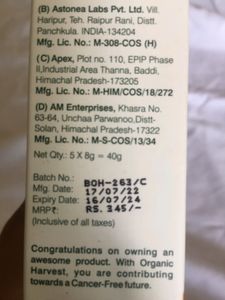 (B) Astonea Labs Pvt. Ltd. Vill.
Haripur, Teh. Raipur Rani, Distt.
Panchkula. INDIA-134204
Mfg. Lic. No.: M-308-COS (H)
(C) Apex, Plot no. 110, EPIP Phase
II,Industrial Area Thanna, Baddi,
Himachal Pradesh-173205
Mfg. Lic. No.: M-HIM/COS/18/272
(D) AM Enterprises, Khasra No.
63/64, Unchaa Parwanoo,Distt-
Solan, Himachal Pradesh-17322
Mfg. Lic. No.: M-S-COS/13/34
Net Qty.: 5 X 8g = 40g
Batch No.: BOH-263/C
Mfg. Date: 17/07/22
Expiry Date: 16/07/24
MRP₹: RS.345/-
(Inclusive of all taxes)
Congratulations on owning an
awesome product. With Organic
Harvest, you are contributing
towards a Cancer-Free future.